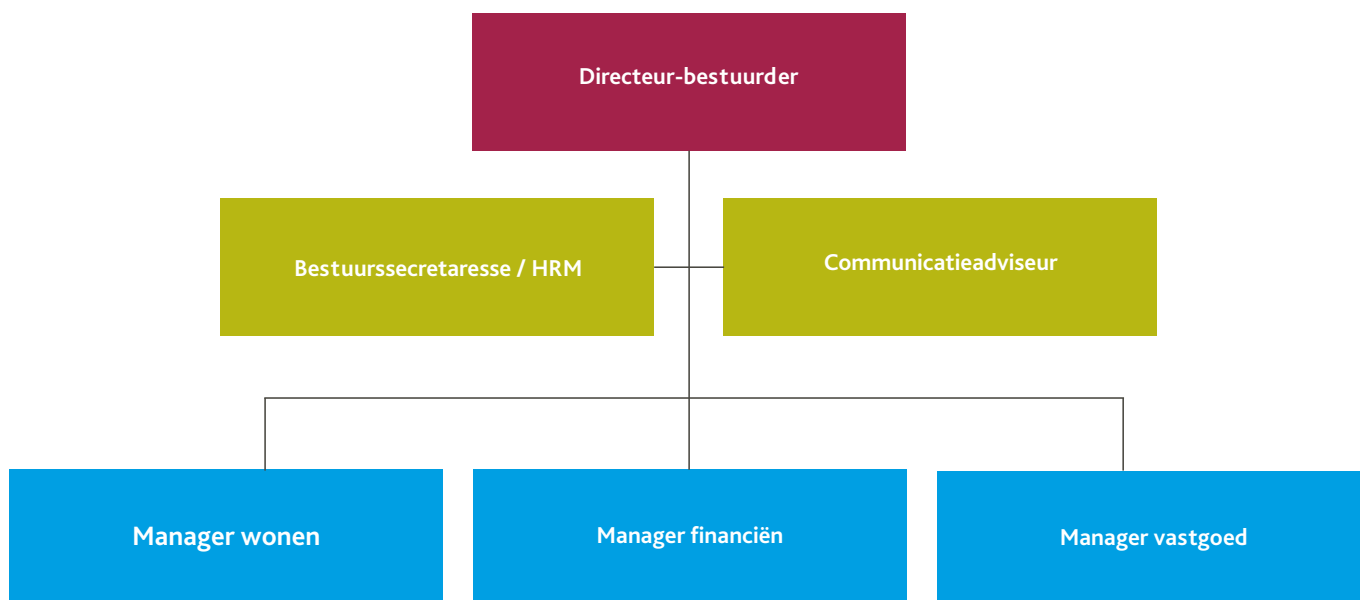 Directeur-bestuurder
Bestuurssecretaresse / HRM
Communicatieadviseur
Manager wonen
Manager financiën
Manager vastgoed